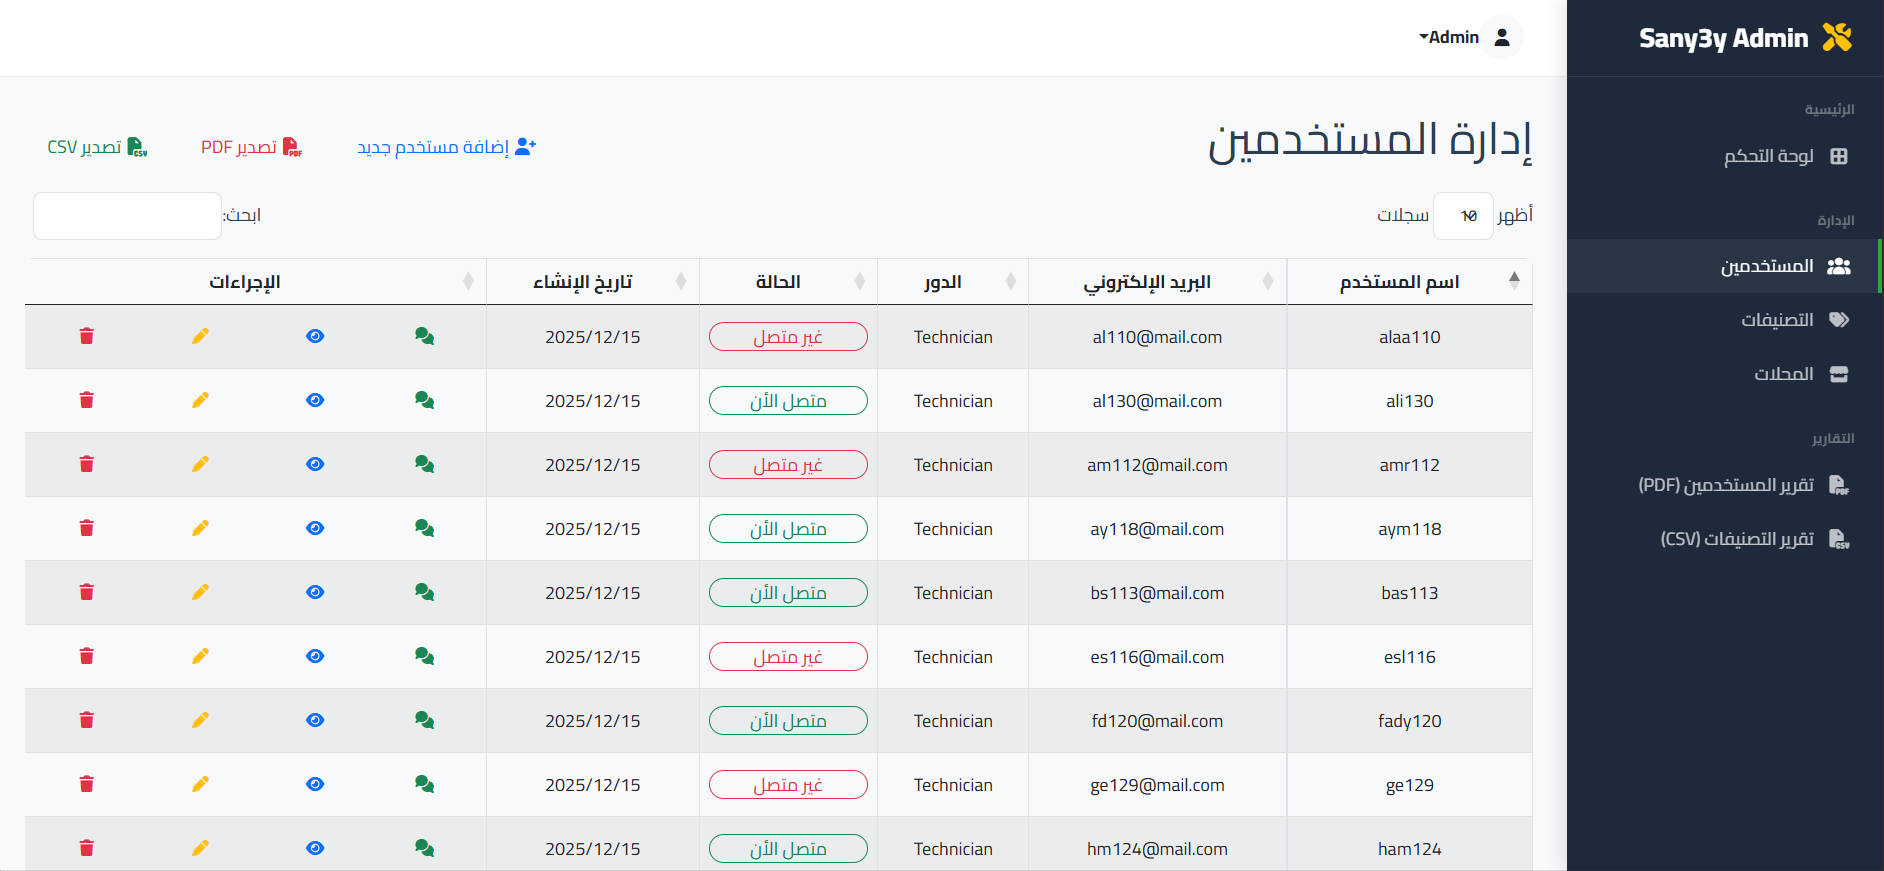 Sany3y Admin
Admin
الرئيسية
لوحة التحكم
الإدارة
المستخدمين
التصنيفات
المحلات
التقارير
تقرير المستخدمين (PDF)
تقرير التصنيفات (CSV)
إدارة المستخدمين
إضافة مستخدم جديد
تصدير PDF
تصدير CSV
أظهر 10 سجلات
ابحث:
اسم المستخدم البريد الإلكتروني الدور الحالة تاريخ الإنشاء الإجراءات
alaa110 al110@mail.com Technician غير متصل 2025/12/15
ali130 al130@mail.com Technician متصل الأن 2025/12/15
amr112 am112@mail.com Technician غير متصل 2025/12/15
aym118 ay118@mail.com Technician متصل الأن 2025/12/15
bas113 bs113@mail.com Technician متصل الأن 2025/12/15
esl116 es116@mail.com Technician غير متصل 2025/12/15
fady120 fd120@mail.com Technician متصل الأن 2025/12/15
ge129 ge129@mail.com Technician غير متصل 2025/12/15
ham124 hm124@mail.com Technician متصل الأن 2025/12/15